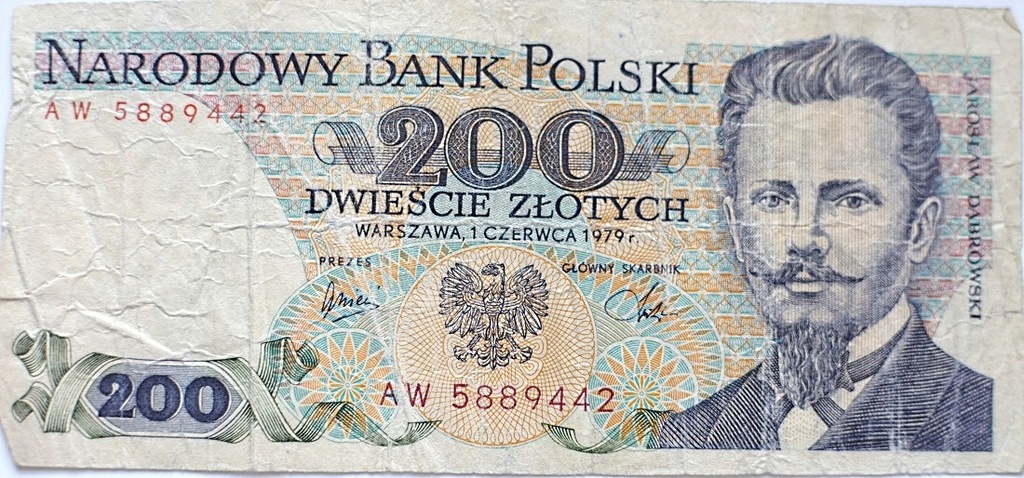 NARODOWY BANK POLSKI
AW 5889442
200
DWIEŚCIE ZŁOTYCH
WARSZAWA, 1 CZERWCA 1979 r.
PREZES
GŁÓWNY SKARBNIK
JAROSŁAW DĄBROWSKI
200
AW 5889442